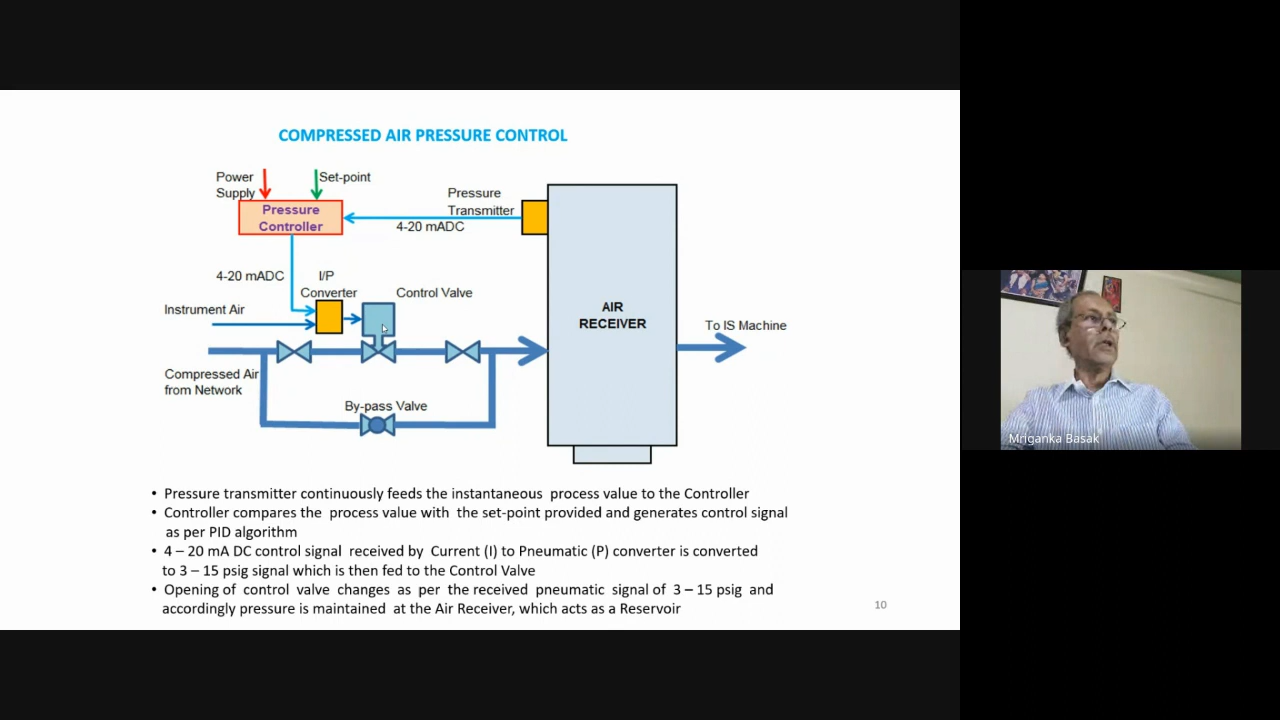 COMPRESSED AIR PRESSURE CONTROL
Power
Supply
Set-point
Pressure
Controller
Pressure
Transmitter
4-20 mADC
4-20 mADC
I/P
Converter
Control Valve
Instrument Air
AIR
RECEIVER
To IS Machine
Compressed Air
from Network
By-pass Valve
• Pressure transmitter continuously feeds the instantaneous process value to the Controller
• Controller compares the process value with the set-point provided and generates control signal
as per PID algorithm
• 4 – 20 mA DC control signal received by Current (I) to Pneumatic (P) converter is converted
to 3 – 15 psig signal which is then fed to the Control Valve
• Opening of control valve changes as per the received pneumatic signal of 3 – 15 psig and
accordingly pressure is maintained at the Air Receiver, which acts as a Reservoir
10
Mriganka Basak